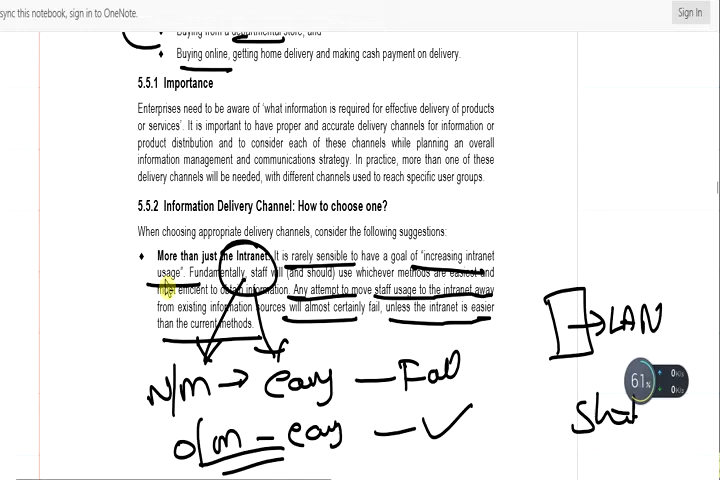 sync this notebook, sign in to OneNote.
Sign In
Buying from a departmental store, and
♦ Buying online, getting home delivery and making cash payment on delivery.
5.5.1 Importance
Enterprises need to be aware of 'what information is required for effective delivery of products
or services'. It is important to have proper and accurate delivery channels for information or
product distribution and to consider each of these channels while planning an overall
information management and communications strategy. In practice, more than one of these
delivery channels will be needed, with different channels used to reach specific user groups.
5.5.2 Information Delivery Channel: How to choose one?
When choosing appropriate delivery channels, consider the following suggestions:
♦ More than just the Intranet: It is rarely sensible to have a goal of "increasing intranet
usage". Fundamentally, staff will (and should) use whichever methods are easiest and
most efficient to obtain information. Any attempt to move staff usage to the intranet away
from existing information sources will almost certainly fail, unless the intranet is easier
than the current methods.
LAN
N/m → easy — Fail
61%
0K/s
0K/s
O/m — easy —